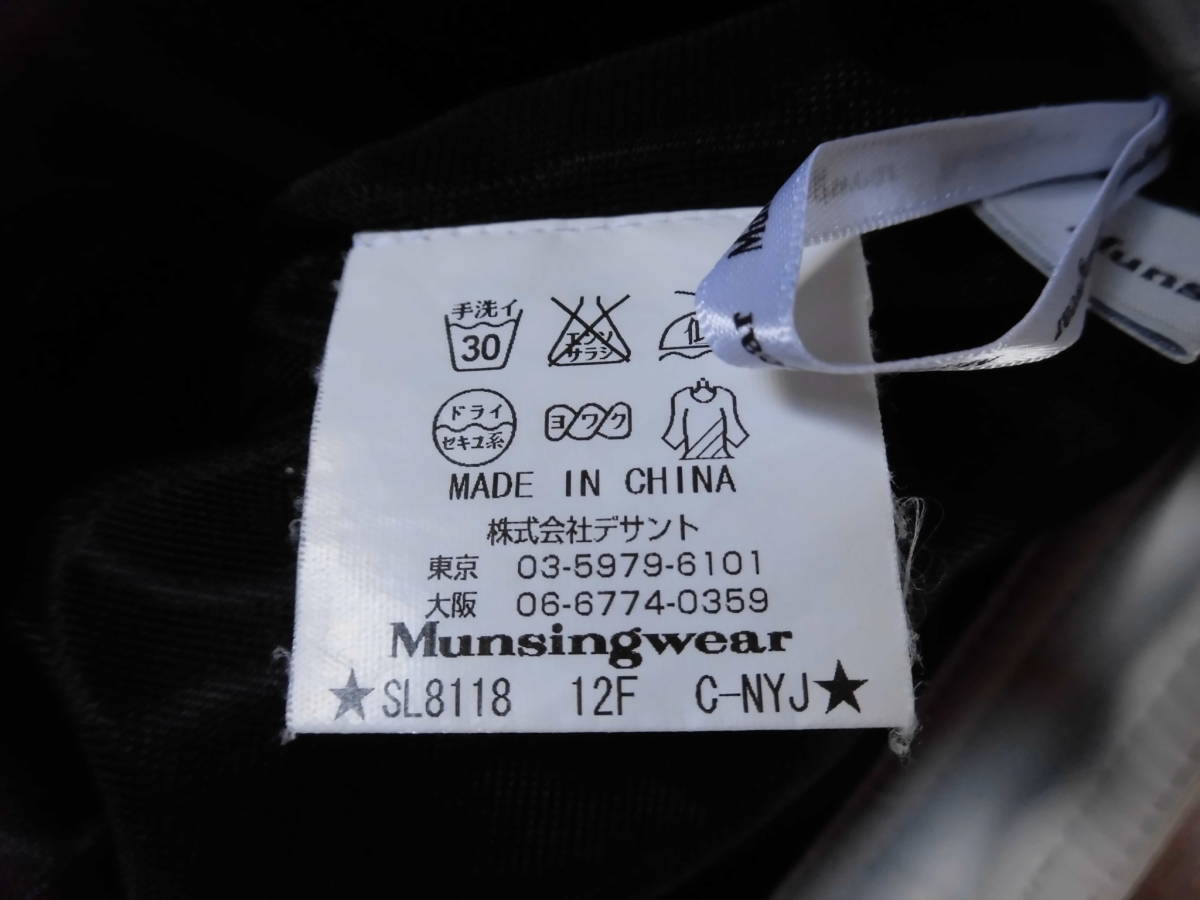 手洗イ
30
エンソ
サラシ
低
ドライ
セキユ系
ヨワク
MADE IN CHINA
株式会社デサント
東京 03-5979-6101
大阪 06-6774-0359
Munsingwear
★SL8118 12F C-NYJ★